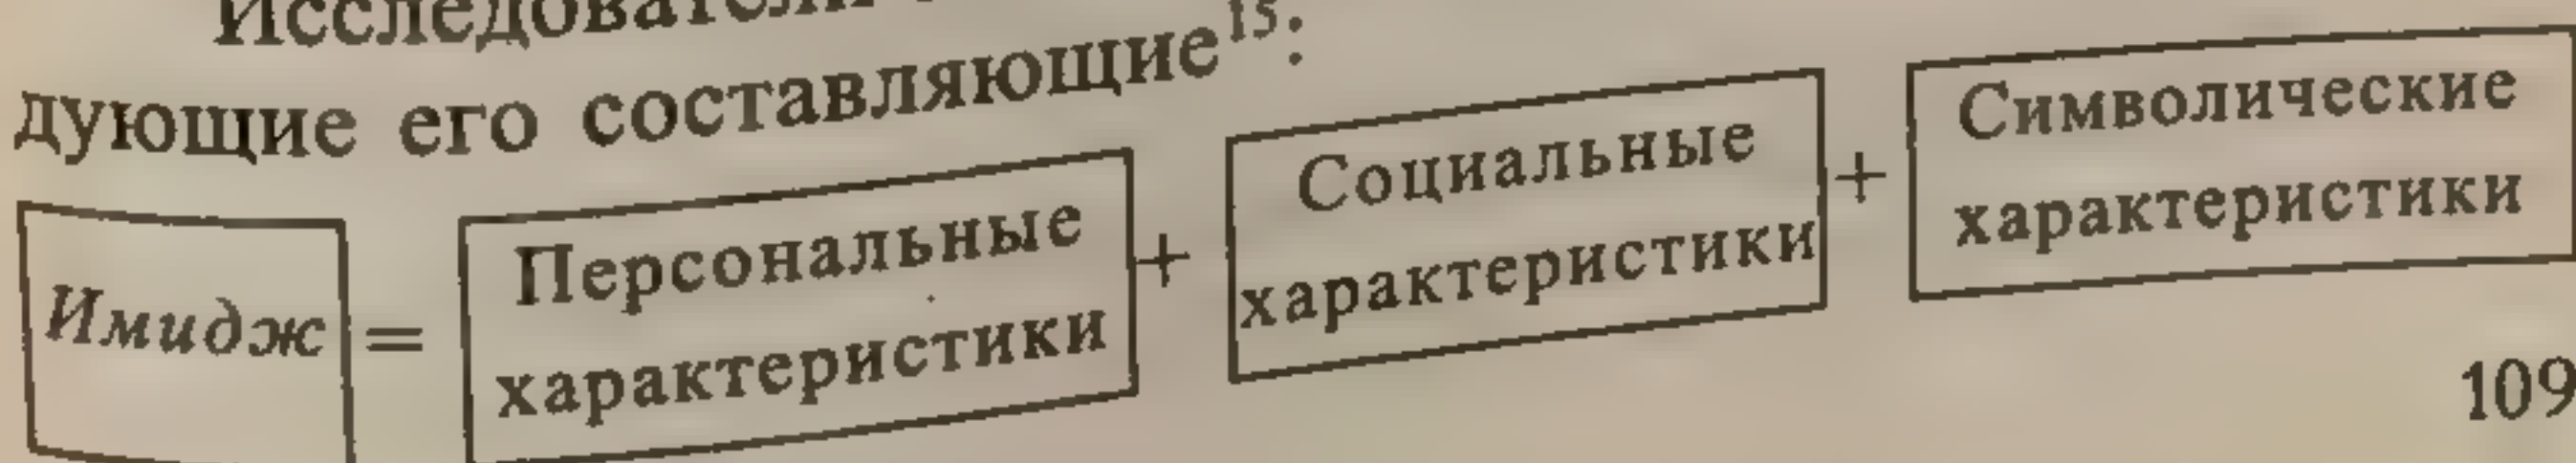 Исследователи
дующие его составляющие¹⁵:
Имидж = Персональные характеристики + Социальные характеристики + Символические характеристики
109